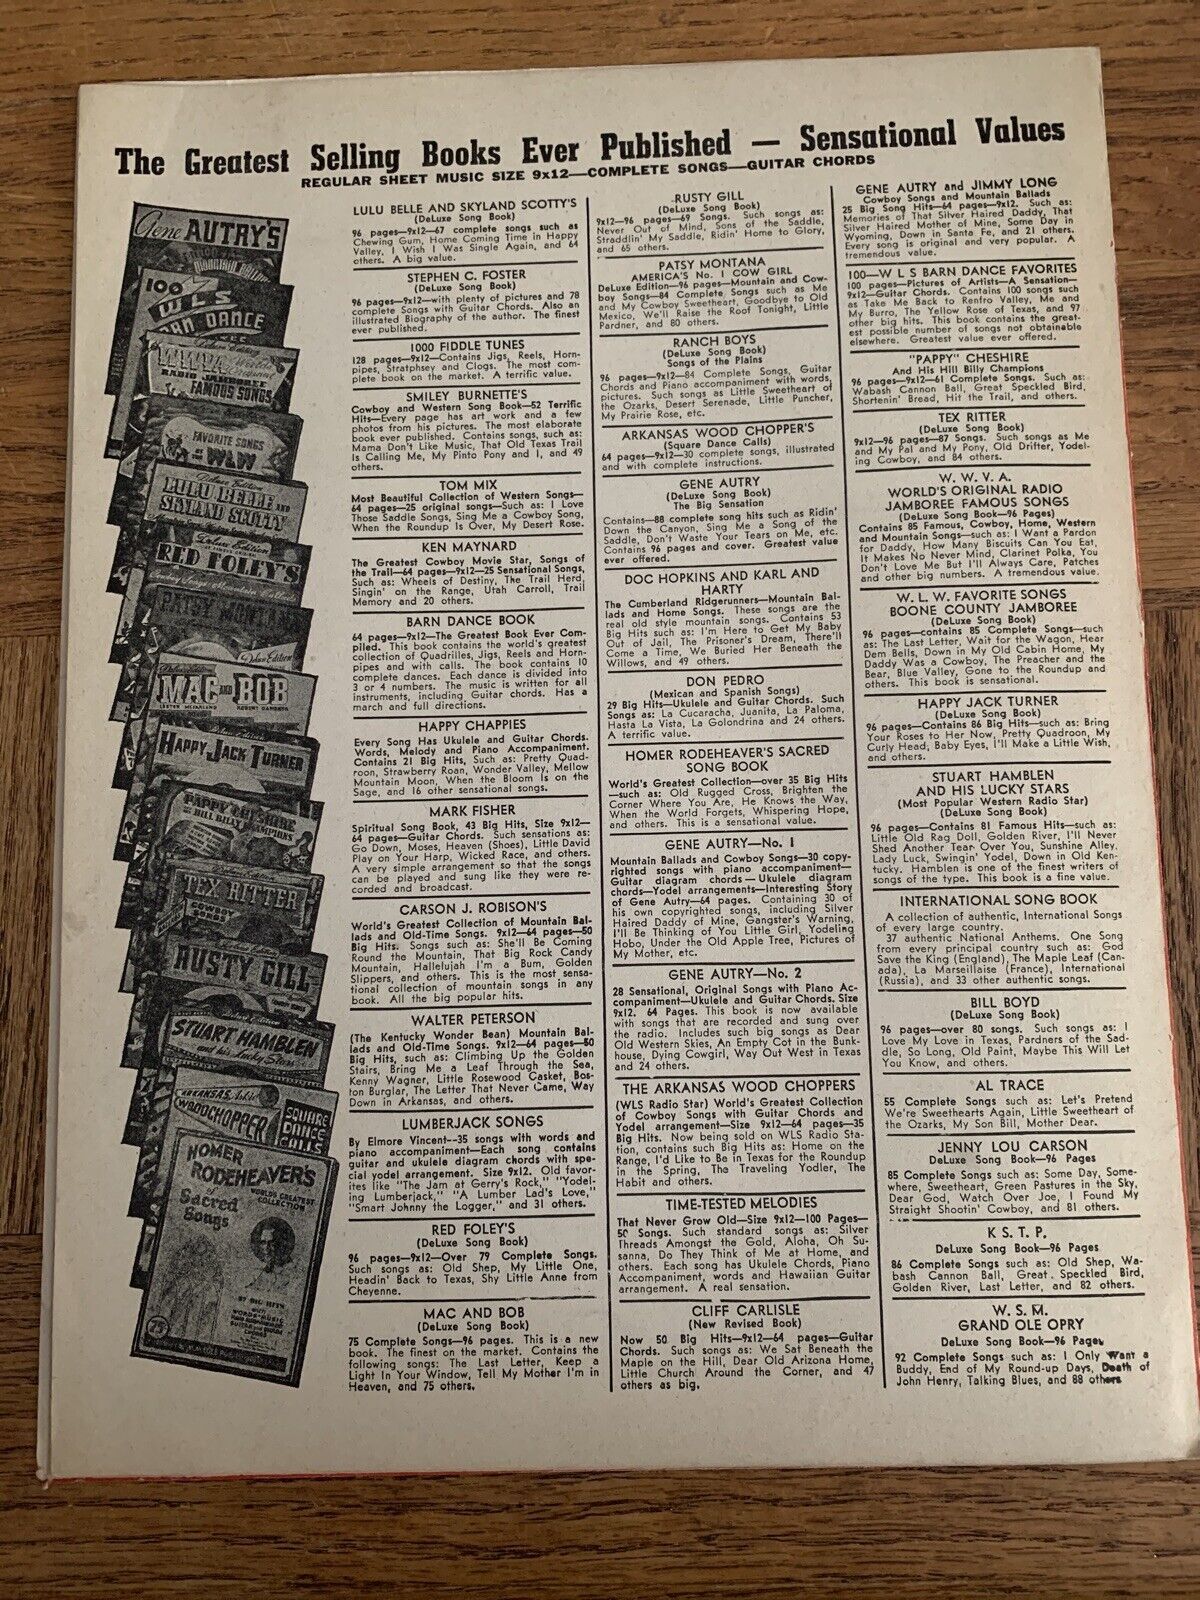 The Greatest Selling Books Ever Published — Sensational Values
REGULAR SHEET MUSIC SIZE 9x12—COMPLETE SONGS—GUITAR CHORDS
Gene AUTRY'S
100 WLS
BARN DANCE
WWVA
RADIO JAMBOREE
FAMOUS SONGS
FAVORITE SONGS
WLW
LULU BELLE AND
SKYLAND SCOTTY
RED FOLEY'S
PATSY MONTANA
MAC AND BOB
LESTER McFARLAND ROBERT GARDNER
HAPPY JACK TURNER
PAPPY CHESHIRE
AND HIS HILL BILLY CHAMPIONS
TEX RITTER
COWBOY
SONGS
RUSTY GILL
STUART HAMBLEN
and his Lucky Stars
ARKANSAS
WOODCHOPPER
SQUARE
DANCE
CALLS
HOMER
RODEHEAVER'S
WORLDS GREATEST
COLLECTION
Sacred
Songs
75¢
LULU BELLE AND SKYLAND SCOTTY'S
(DeLuxe Song Book)
96 pages—9x12—67 complete songs such as
Chewing Gum, Home Coming Time in Happy
Valley, I Wish I Was Single Again, and 64
others. A big value.
STEPHEN C. FOSTER
(DeLuxe Song Book)
96 pages—9x12—with plenty of pictures and 78
complete Songs with Guitar Chords. Also an
illustrated Biography of the author. The finest
ever published.
1000 FIDDLE TUNES
128 pages—9x12—Contains Jigs, Reels, Horn-
pipes, Stratphsey and Clogs. The most com-
plete book on the market. A terrific value.
SMILEY BURNETTE'S
Cowboy and Western Song Book—52 Terrific
Hits—Every page has art work and a few
photos from his pictures. The most elaborate
book ever published. Contains songs, such as:
Mama Don't Like Music, That Old Texas Trail
Is Calling Me, My Pinto Pony and I, and 49
others.
TOM MIX
Most Beautiful Collection of Western Songs—
64 pages—25 original songs—Such as: I Love
Those Saddle Songs, Sing Me a Cowboy Song,
When the Roundup Is Over, My Desert Rose.
KEN MAYNARD
The Greatest Cowboy Movie Star, Songs of
the Trail—64 pages—9x12—25 Sensational Songs,
Such as: Wheels of Destiny, The Trail Herd,
Singin' on the Range, Utah Carroll, Trail
Memory and 20 others.
BARN DANCE BOOK
64 pages—9x12—The Greatest Book Ever Com-
piled. This book contains the world's greatest
collection of Quadrilles, Jigs, Reels and Horn-
pipes and with calls. The book contains 10
complete dances. Each dance is divided into
3 or 4 numbers. The music is written for all
instruments, including Guitar chords. Has a
march and full directions.
HAPPY CHAPPIES
Every Song Has Ukulele and Guitar Chords.
Words, Melody and Piano Accompaniment.
Contains 21 Big Hits, Such as: Pretty Quad-
roon, Strawberry Roan, Wonder Valley, Mellow
Mountain Moon, When the Bloom Is on the
Sage, and 16 other sensational songs.
MARK FISHER
Spiritual Song Book, 43 Big Hits, Size 9x12—
64 pages—Guitar Chords. Such sensations as:
Go Down, Moses, Heaven (Shoes), Little David
Play on Your Harp, Wicked Race, and others.
A very simple arrangement so that the songs
can be played and sung like they were re-
corded and broadcast.
CARSON J. ROBISON'S
World's Greatest Collection of Mountain Bal-
lads and Old-Time Songs. 9x12—64 pages—50
Big Hits. Songs such as: She'll Be Coming
Round the Mountain, That Big Rock Candy
Mountain, Hallelujah I'm a Bum, Golden
Slippers, and others. This is the most sensa-
tional collection of mountain songs in any
book. All the big popular hits.
WALTER PETERSON
(The Kentucky Wonder Bean) Mountain Bal-
lads and Old-Time Songs. 9x12—64 pages—50
Big Hits, such as: Climbing Up the Golden
Stairs, Bring Me a Leaf Through the Sea,
Kenny Wagner, Little Rosewood Casket, Bos-
ton Burglar, The Letter That Never Came, Way
Down in Arkansas, and others.
LUMBERJACK SONGS
By Elmore Vincent--35 songs with words and
piano accompaniment—Each song contains
guitar and ukulele diagram chords with spe-
cial yodel arrangement. Size 9x12. Old favor-
ites like "The Jam at Gerry's Rock," "Yodel-
ing Lumberjack," "A Lumber Lad's Love,"
"Smart Johnny the Logger," and 31 others.
RED FOLEY'S
(DeLuxe Song Book)
96 pages—9x12—Over 79 Complete Songs.
Such songs as: Old Shep, My Little One,
Headin' Back to Texas, Shy Little Anne from
Cheyenne.
MAC AND BOB
(DeLuxe Song Book)
75 Complete Songs—96 pages. This is a new
book. The finest on the market. Contains the
following songs: The Last Letter, Keep a
Light In Your Window, Tell My Mother I'm in
Heaven, and 75 others.
RUSTY GILL
(DeLuxe Song Book)
9x12—96 pages—69 Songs. Such songs as:
Never Out of Mind, Sons of the Saddle,
Straddlin' My Saddle, Ridin' Home to Glory,
and 65 others.
PATSY MONTANA
AMERICA'S No. 1 COW GIRL
DeLuxe Edition—96 pages—Mountain and Cow-
boy Songs—84 Complete Songs, Such as Me
and My Cowboy Sweetheart, Goodbye to Old
Mexico, We'll Raise the Roof Tonight, Little
Pardner, and 80 others.
RANCH BOYS
(DeLuxe Song Book)
Songs of the Plains
96 pages—9x12—84 Complete Songs, Guitar
Chords and Piano accompaniment with words,
pictures. Such songs as Little Sweetheart of
the Ozarks, Desert Serenade, Little Puncher,
My Prairie Rose, etc.
ARKANSAS WOOD CHOPPER'S
(Square Dance Calls)
64 pages—9x12—30 complete songs, illustrated
and with complete instructions.
GENE AUTRY
(DeLuxe Song Book)
The Big Sensation
Contains—88 complete song hits such as Ridin'
Down the Canyon, Sing Me a Song of the
Saddle, Don't Waste Your Tears on Me, etc.
Contains 96 pages and cover. Greatest value
ever offered.
DOC HOPKINS AND KARL AND
HARTY
The Cumberland Ridgerunners—Mountain Bal-
lads and Home Songs. These songs are the
real old style mountain songs. Contains 53
Big Hits such as: I'm Here to Get My Baby
Out of Jail, The Prisoner's Dream, There'll
Come a Time, We Buried Her Beneath the
Willows, and 49 others.
DON PEDRO
(Mexican and Spanish Songs)
29 Big Hits—Ukulele and Guitar Chords. Such
Songs as: La Cucaracha, Juanita, La Paloma,
Hasta La Vista, La Golondrina and 24 others.
A terrific value.
HOMER RODEHEAVER'S SACRED
SONG BOOK
World's Greatest Collection—over 35 Big Hits
—such as: Old Rugged Cross, Brighten the
Corner Where You Are, He Knows the Way,
When the World Forgets, Whispering Hope,
and others. This is a sensational value.
GENE AUTRY—No. 1
Mountain Ballads and Cowboy Songs—30 copy-
righted songs with piano accompaniment—
Guitar diagram chords—Ukulele diagram
chords—Yodel arrangements—Interesting Story
of Gene Autry—64 pages. Containing 30 of
his own copyrighted songs, including Silver
Haired Daddy of Mine, Gangster's Warning,
I'll Be Thinking of You Little Girl, Yodeling
Hobo, Under the Old Apple Tree, Pictures of
My Mother, etc.
GENE AUTRY—No. 2
28 Sensational, Original Songs with Piano Ac-
companiment—Ukulele and Guitar Chords. Size
9x12. 64 Pages. This book is now available
with songs that are recorded and sung over
the radio. Includes such big songs as Dear
Old Western Skies, An Empty Cot in the Bunk-
house, Dying Cowgirl, Way Out West in Texas
and 24 others.
THE ARKANSAS WOOD CHOPPERS
(WLS Radio Star) World's Greatest Collection
of Cowboy Songs with Guitar Chords and
Yodel arrangement—Size 9x12—64 pages—35
Big Hits. Now being sold on WLS Radio Sta-
tion, contains such Big Hits as: Home on the
Range, I'd Like to Be in Texas for the Roundup
in the Spring, The Traveling Yodler, The
Habit and others.
TIME-TESTED MELODIES
That Never Grow Old—Size 9x12—100 Pages—
50 Songs. Such standard songs as: Silver
Threads Amongst the Gold, Aloha, Oh Su-
sanna, Do They Think of Me at Home, and
others. Each song has Ukulele Chords, Piano
Accompaniment, words and Hawaiian Guitar
arrangement. A real sensation.
CLIFF CARLISLE
(New Revised Book)
Now 50 Big Hits—9x12—64 pages—Guitar
Chords. Such songs as: We Sat Beneath the
Maple on the Hill, Dear Old Arizona Home,
Little Church Around the Corner, and 47
others as big.
GENE AUTRY and JIMMY LONG
Cowboy Songs and Mountain Ballads
25 Big Song Hits—64 pages—9x12. Such as:
Memories of That Silver Haired Daddy, That
Silver Haired Mother of Mine, Some Day in
Wyoming, Down in Santa Fe, and 21 others.
Every song is original and very popular. A
tremendous value.
100—W L S BARN DANCE FAVORITES
100 pages—Pictures of Artists—A Sensation—
9x12—Guitar Chords. Contains 100 songs such
as Take Me Back to Renfro Valley, Me and
My Burro, The Yellow Rose of Texas, and 97
other big hits. This book contains the great-
est possible number of songs not obtainable
elsewhere. Greatest value ever offered.
"PAPPY" CHESHIRE
And His Hill Billy Champions
96 pages—9x12—61 Complete Songs. Such as:
Wabash Cannon Ball, Great Speckled Bird,
Shortenin' Bread, Hit the Trail, and others.
TEX RITTER
(DeLuxe Song Book)
9x12—96 pages—87 Songs. Such songs as Me
and My Pal and My Pony, Old Drifter, Yodel-
ing Cowboy, and 84 others.
W. W. V. A.
WORLD'S ORIGINAL RADIO
JAMBOREE FAMOUS SONGS
(DeLuxe Song Book—96 Pages)
Contains 85 Famous, Cowboy, Home, Western
and Mountain Songs—such as: I Want a Pardon
for Daddy, How Many Biscuits Can You Eat,
It Makes No Never Mind, Clarinet Polka, You
Don't Love Me But I'll Always Care, Patches
and other big numbers. A tremendous value.
W. L. W. FAVORITE SONGS
BOONE COUNTY JAMBOREE
(DeLuxe Song Book)
96 pages—contains 85 Complete Songs—such
as: The Last Letter, Wait for the Wagon, Hear
Dem Bells, Down in My Old Cabin Home, My
Daddy Was a Cowboy, The Preacher and the
Bear, Blue Valley, Gone to the Roundup and
others. This book is sensational.
HAPPY JACK TURNER
(DeLuxe Song Book)
96 pages—Contains 86 Big Hits—such as: Bring
Your Roses to Her Now, Pretty Quadroon, My
Curly Head, Baby Eyes, I'll Make a Little Wish,
and others.
STUART HAMBLEN
AND HIS LUCKY STARS
(Most Popular Western Radio Star)
(DeLuxe Song Book)
96 pages—Contains 81 Famous Hits—such as:
Little Old Rag Doll, Golden River, I'll Never
Shed Another Tear Over You, Sunshine Alley,
Lady Luck, Swingin' Yodel, Down in Old Ken-
tucky. Hamblen is one of the finest writers of
songs of the type. This book is a fine value.
INTERNATIONAL SONG BOOK
A collection of authentic, International Songs
of every large country.
37 authentic National Anthems. One Song
from every principal country such as: God
Save the King (England), The Maple Leaf (Can-
ada), La Marseillaise (France), International
(Russia), and 33 other authentic songs.
BILL BOYD
(DeLuxe Song Book)
96 pages—over 80 songs. Such songs as: I
Love My Love in Texas, Pardners of the Sad-
dle, So Long, Old Paint, Maybe This Will Let
You Know, and others.
AL TRACE
55 Complete Songs such as: Let's Pretend
We're Sweethearts Again, Little Sweetheart of
the Ozarks, My Son Bill, Mother Dear.
JENNY LOU CARSON
DeLuxe Song Book—96 Pages
85 Complete Songs such as: Some Day, Some-
where, Sweetheart, Green Pastures in the Sky,
Dear God, Watch Over Joe, I Found My
Straight Shootin' Cowboy, and 81 others.
K S. T. P.
DeLuxe Song Book—96 Pages
86 Complete Songs such as: Old Shep, Wa-
bash Cannon Ball, Great Speckled Bird,
Golden River, Last Letter, and 82 others.
W. S. M.
GRAND OLE OPRY
DeLuxe Song Book—96 Pages
92 Complete Songs such as: I Only Want a
Buddy, End of My Round-up Days, Death of
John Henry, Talking Blues, and 88 others